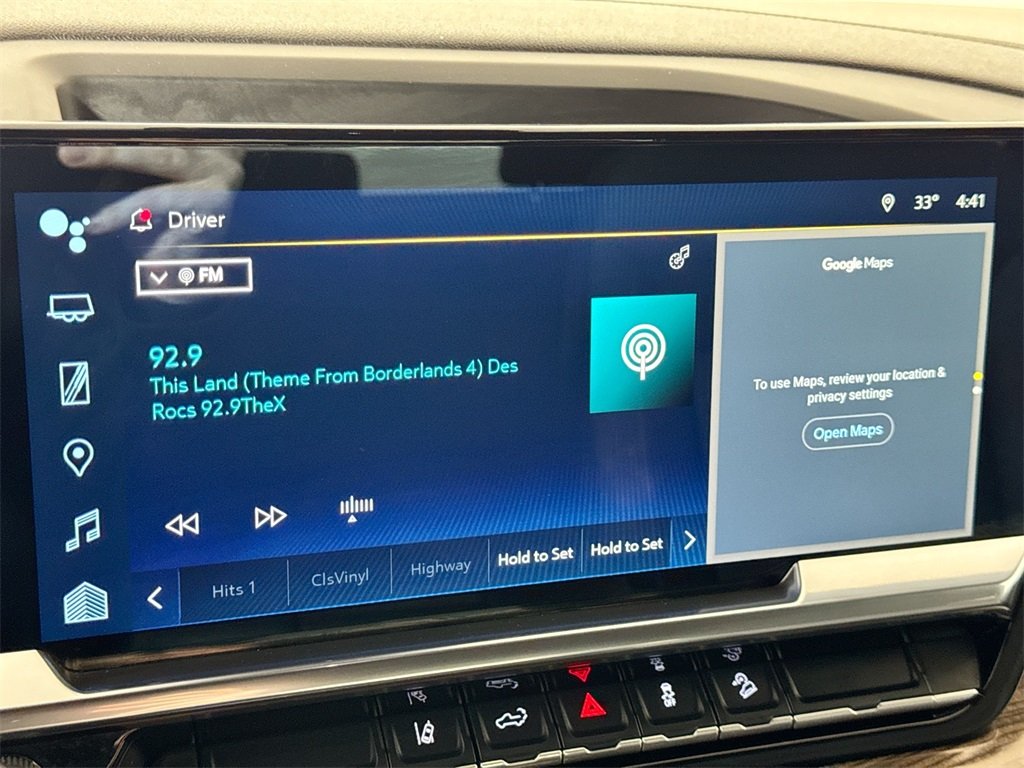 Driver
33° 4:41
FM
Google Maps
92.9
This Land (Theme From Borderlands 4) Des
Rocs 92.9TheX
To use Maps, review your location &
privacy settings
Open Maps
Hits 1 ClsVinyl Highway Hold to Set Hold to Set
OFF